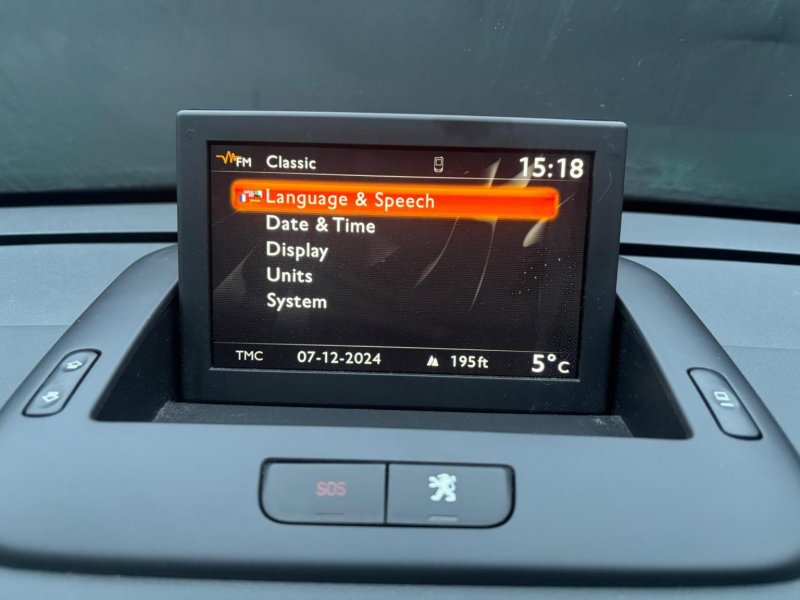 FM Classic 15:18
Language & Speech
Date & Time
Display
Units
System
TMC 07-12-2024 195ft 5°C
SOS